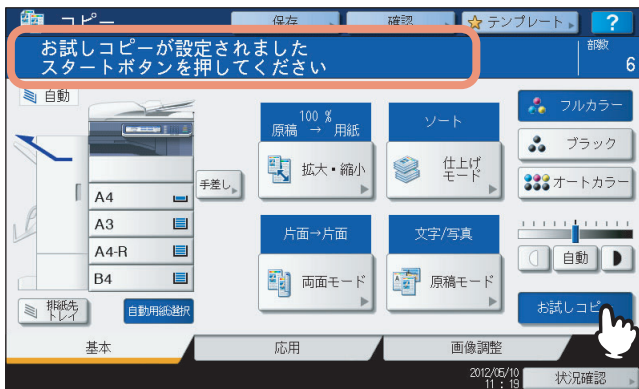 コピー
保存
確認
テンプレート
?
お試しコピーが設定されました
スタートボタンを押してください
部数
6
自動
100 %
原稿 → 用紙
拡大・縮小
ソート
仕上げ
モード
フルカラー
ブラック
オートカラー
手差し
A4
A3
A4-R
B4
片面→片面
両面モード
文字/写真
原稿モード
自動
排紙先
トレイ
自動用紙選択
お試しコピー
基本
応用
画像調整
2012/05/10
11 : 19
状況確認